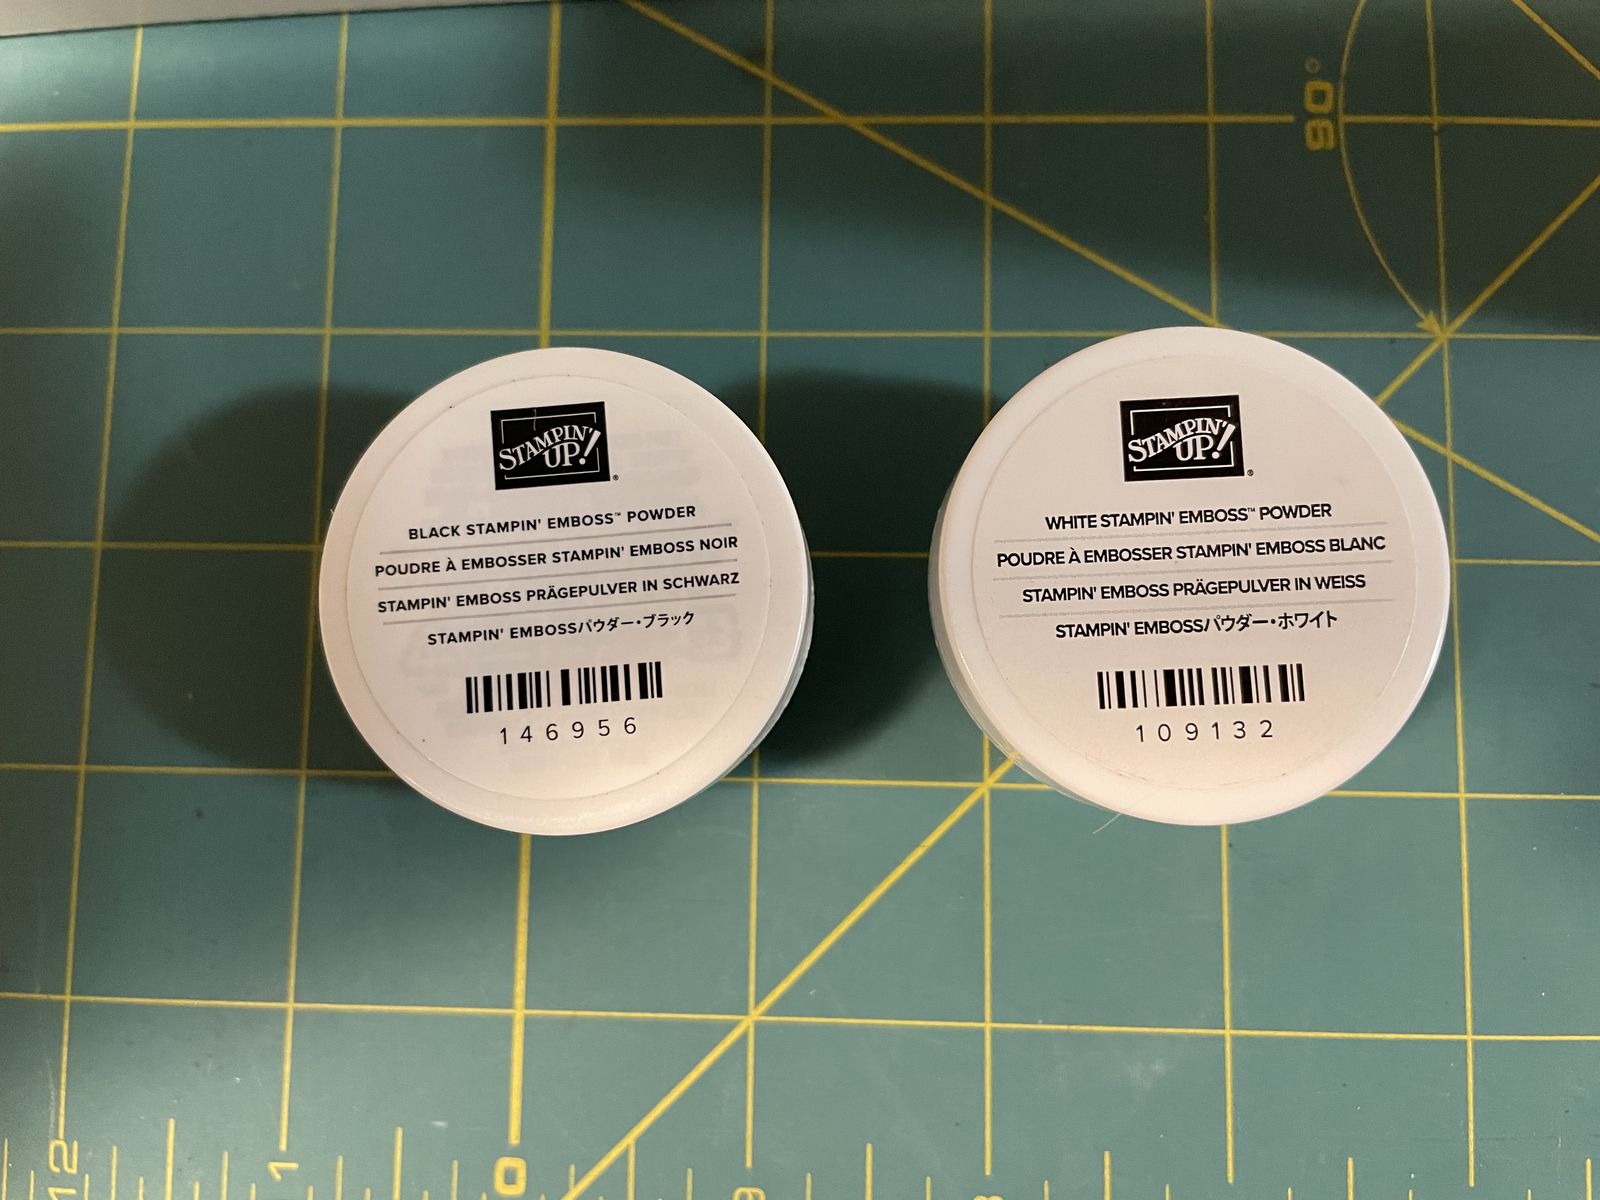 90°
STAMPIN' UP!®
BLACK STAMPIN' EMBOSS™ POWDER
POUDRE À EMBOSSER STAMPIN' EMBOSS NOIR
STAMPIN' EMBOSS PRÄGEPULVER IN SCHWARZ
STAMPIN' EMBOSSパウダー・ブラック
146956
STAMPIN' UP!®
WHITE STAMPIN' EMBOSS™ POWDER
POUDRE À EMBOSSER STAMPIN' EMBOSS BLANC
STAMPIN' EMBOSS PRÄGEPULVER IN WEISS
STAMPIN' EMBOSSパウダー・ホワイト
109132
12
1
0